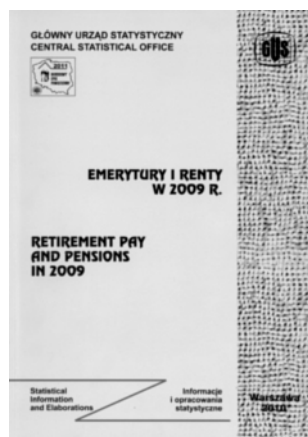 GŁÓWNY URZĄD STATYSTYCZNY
CENTRAL STATISTICAL OFFICE
GUS
2011
EMERYTURY I RENTY
W 2009 R.
RETIREMENT PAY
AND PENSIONS
IN 2009
Statistical
Information
and Elaborations
Informacje
i opracowania
statystyczne
Warszawa
2010